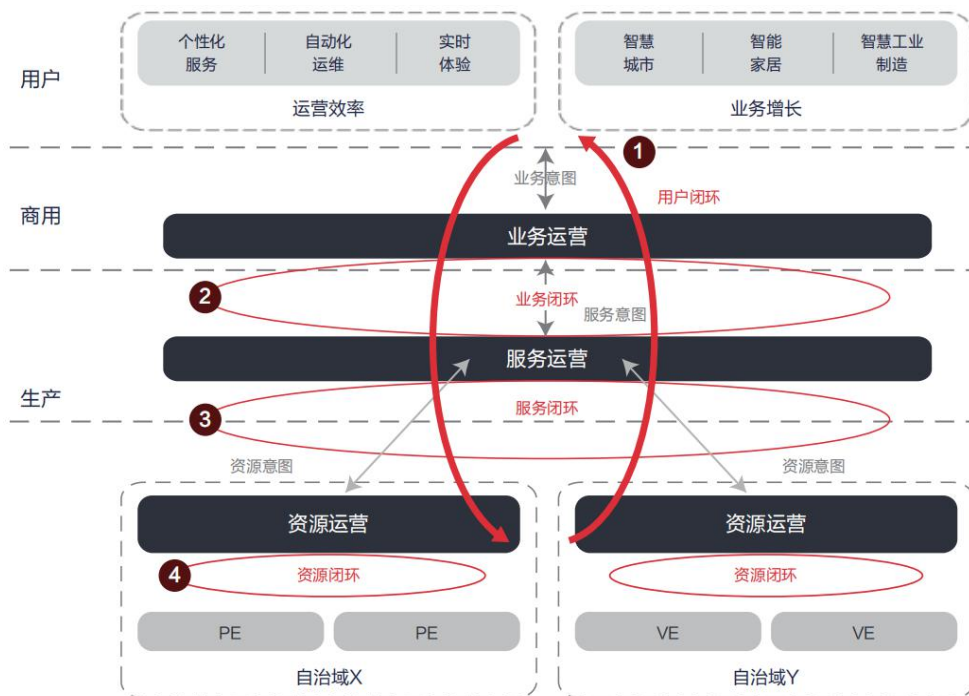 个性化
服务
自动化
运维
实时
体验
运营效率
智慧
城市
智能
家居
智慧工业
制造
业务增长
用户
1
业务意图
用户闭环
商用
业务运营
2
业务闭环
服务意图
服务运营
生产
3
服务闭环
资源意图
资源意图
资源运营
资源运营
4
资源闭环
资源闭环
PE
PE
VE
VE
自治域X
自治域Y